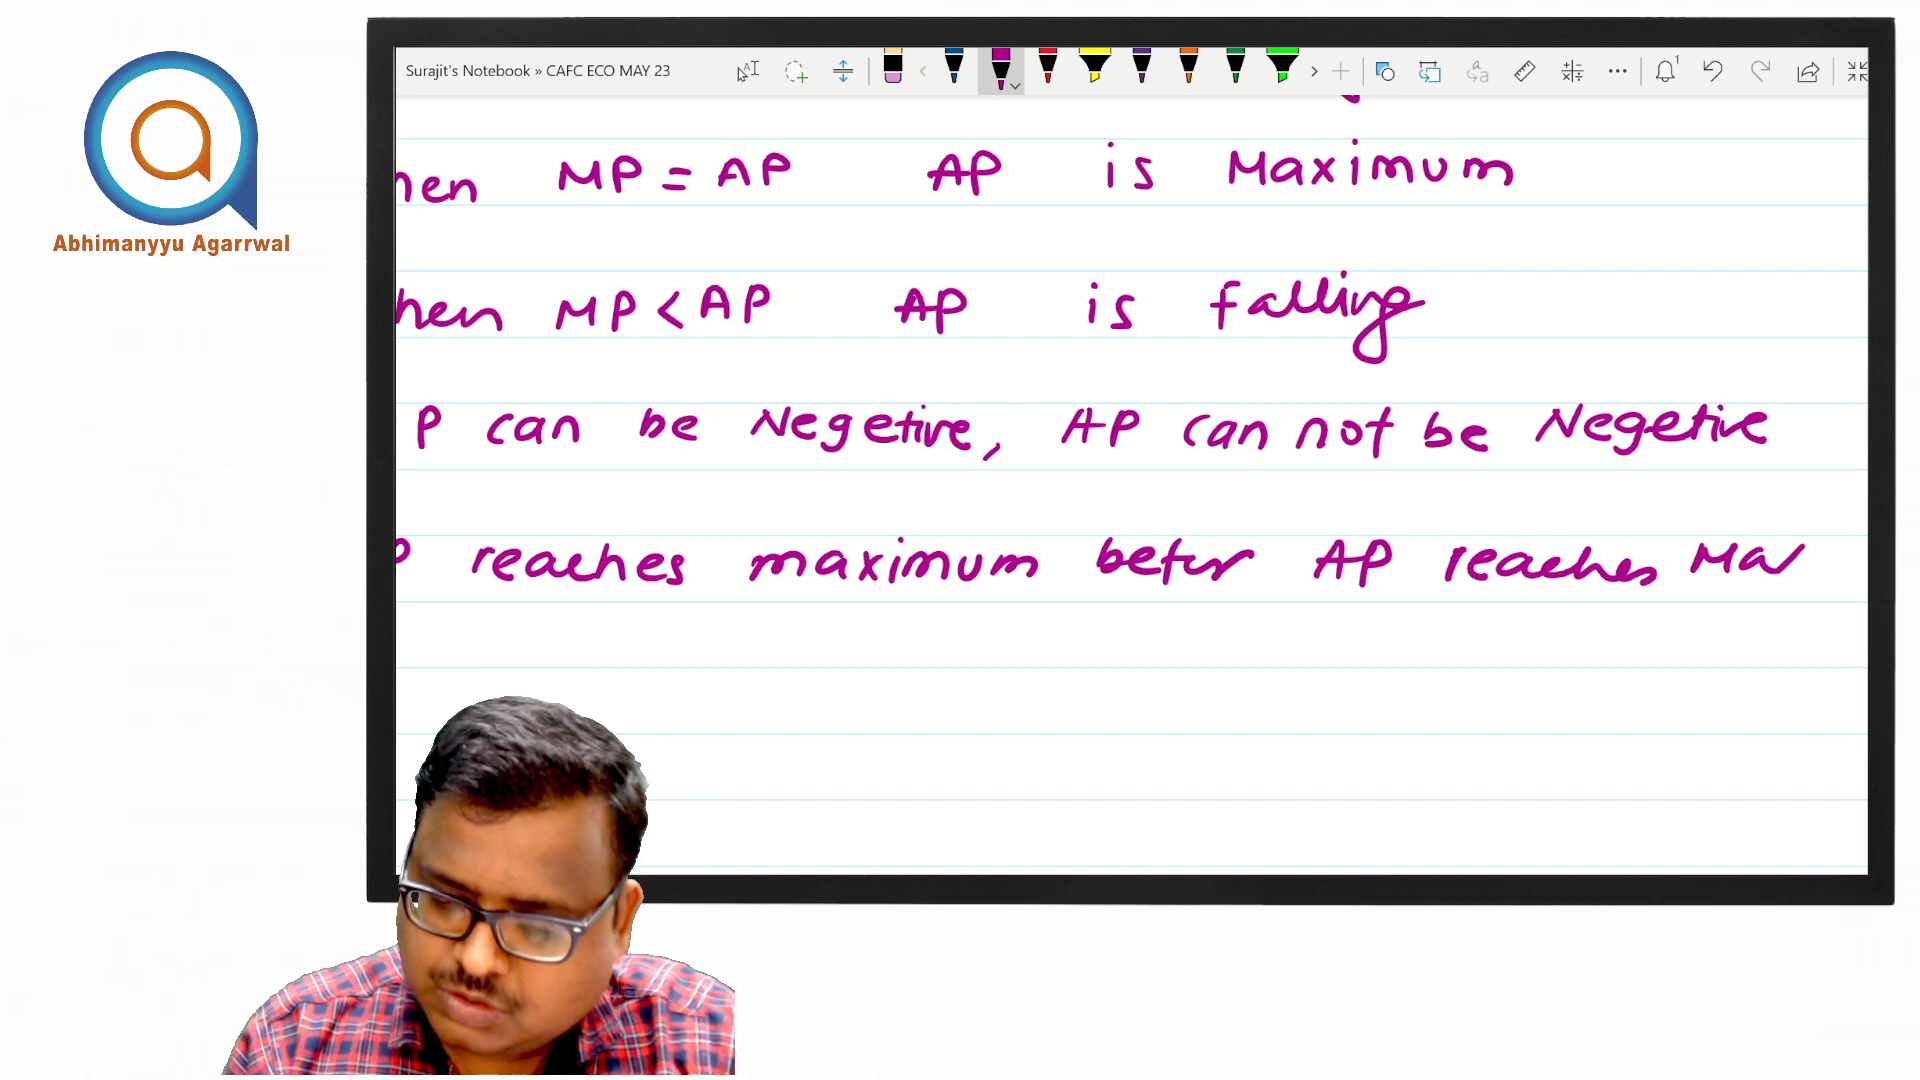 Abhimanyyu Agarrwal
Surajit's Notebook » CAFC ECO MAY 23
hen MP = AP AP is Maximum
hen MP < AP AP is falling
P can be Negetive, AP can not be Negetive
P reaches maximum AP reaches Max